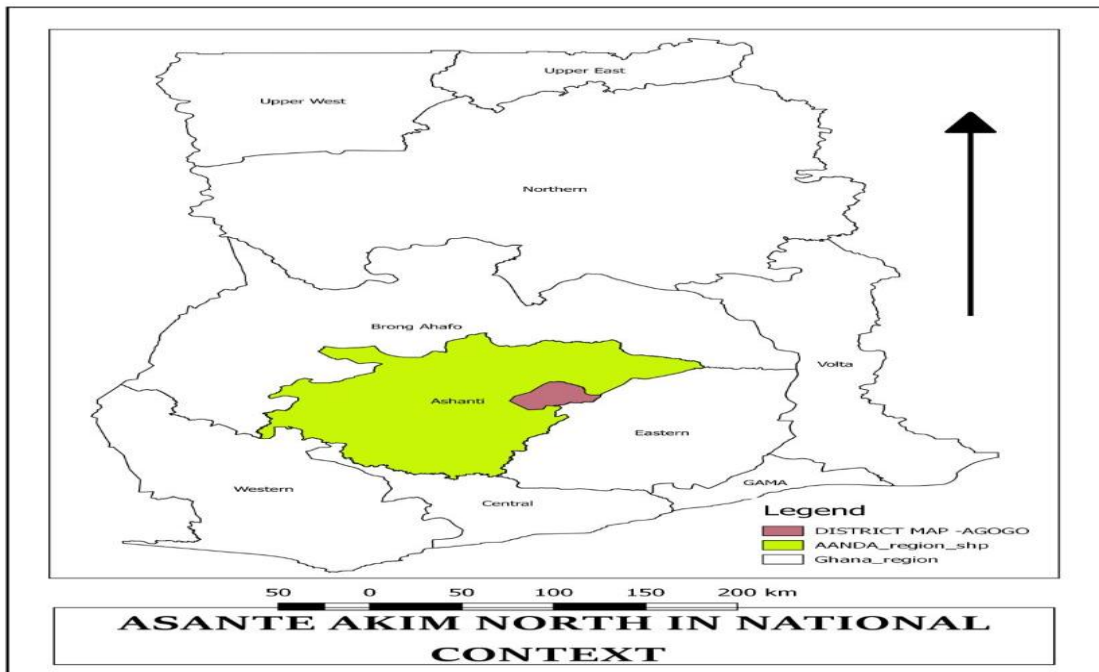 Upper East
Upper West
Northern
Brong Ahafo
Volta
Ashanti
Eastern
Western
GAMA
Central
Legend
DISTRICT MAP -AGOGO
AANDA_region_shp
Ghana_region
50 0 50 100 150 200 km
ASANTE AKIM NORTH IN NATIONAL
CONTEXT